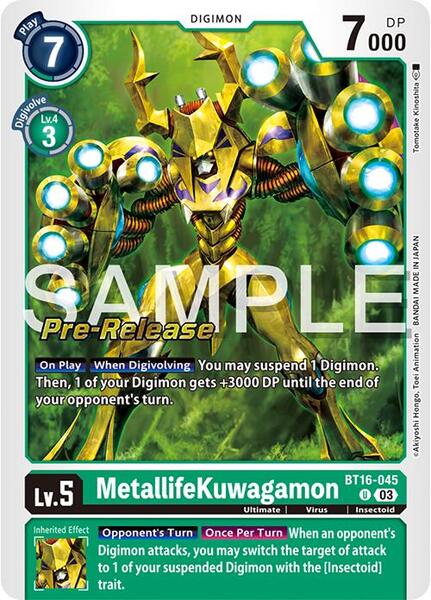 DIGIMON
Play
7
7000 DP
Digivolve
Lv.4
3
Tomotake Kinoshita
SAMPLE
Pre-Release
©Akiyoshi Hongo, Toei Animation BANDAI MADE IN JAPAN
On Play When Digivolving You may suspend 1 Digimon.
Then, 1 of your Digimon gets +3000 DP until the end of
your opponent's turn.
Lv.5
MetallifeKuwagamon
BT16-045
U 03
Ultimate Virus Insectoid
Inherited Effect
Opponent's Turn Once Per Turn When an opponent's
Digimon attacks, you may switch the target of attack
to 1 of your suspended Digimon with the [Insectoid]
trait.